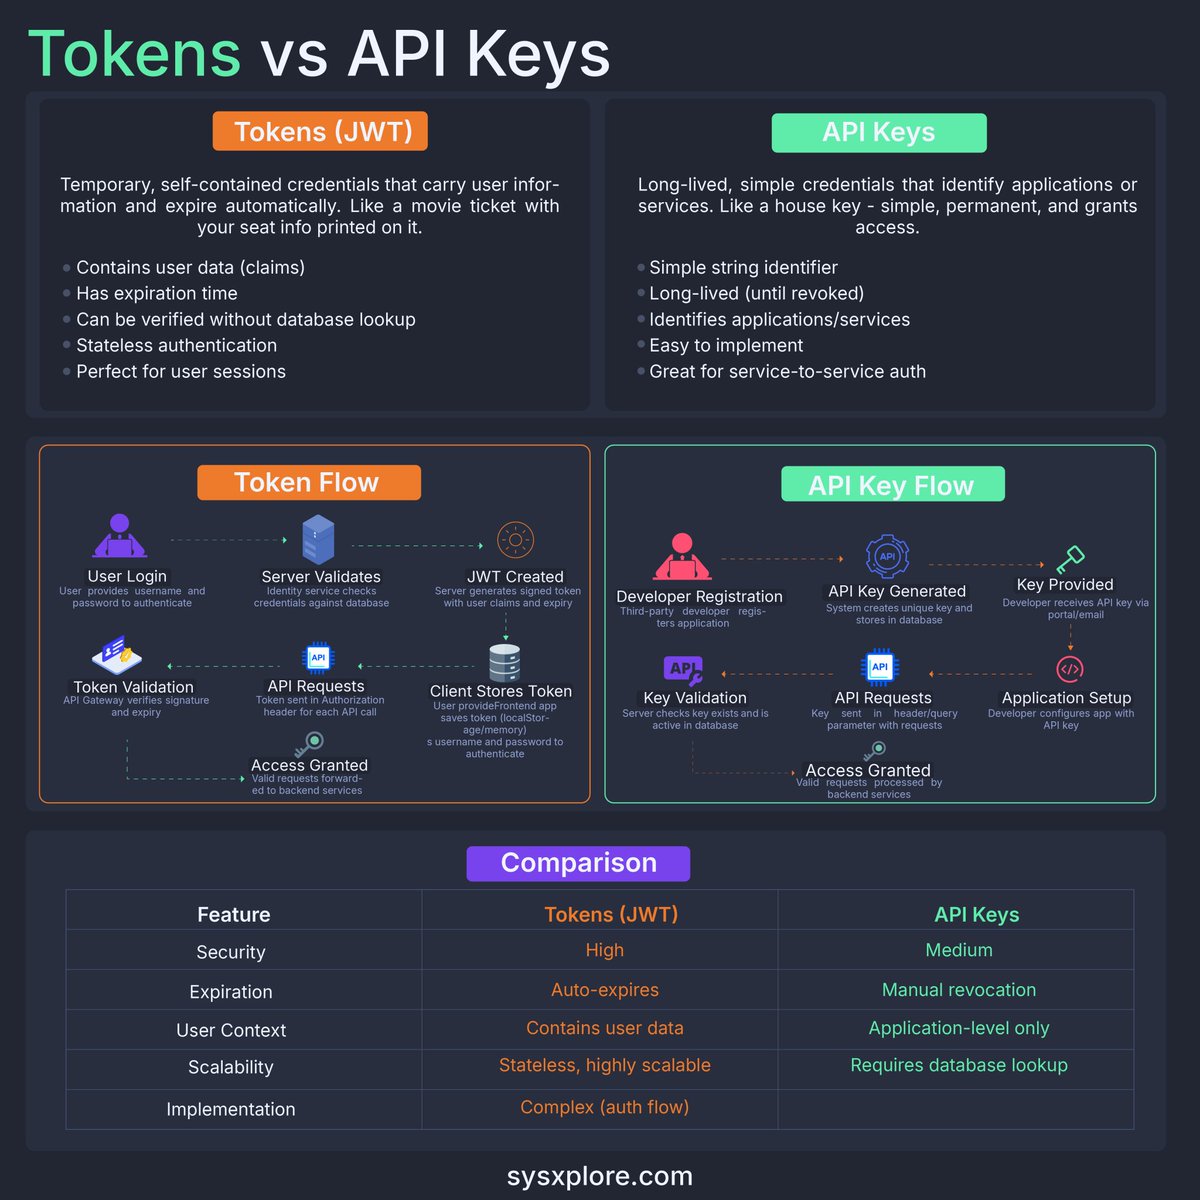 Tokens vs API Keys
Tokens (JWT)
Temporary, self-contained credentials that carry user infor-
mation and expire automatically. Like a movie ticket with
your seat info printed on it.
Contains user data (claims)
Has expiration time
Can be verified without database lookup
Stateless authentication
Perfect for user sessions
API Keys
Long-lived, simple credentials that identify applications or
services. Like a house key - simple, permanent, and grants
access.
Simple string identifier
Long-lived (until revoked)
Identifies applications/services
Easy to implement
Great for service-to-service auth
Token Flow
User Login
User provides username and
password to authenticate
Server Validates
Identity service checks
credentials against database
JWT Created
Server generates signed token
with user claims and expiry
Client Stores Token
User provideFrontend app
saves token (localStor-
age/memory)
s username and password to
authenticate
API
API Requests
Token sent in Authorization
header for each API call
Token Validation
API Gateway verifies signature
and expiry
Access Granted
Valid requests forward-
ed to backend services
API Key Flow
Developer Registration
Third-party developer regis-
ters application
API
API Key Generated
System creates unique key and
stores in database
Key Provided
Developer receives API key via
portal/email
Application Setup
Developer configures app with
API key
API
API Requests
Key sent in header/query
parameter with requests
API
Key Validation
Server checks key exists and is
active in database
Access Granted
Valid requests processed by
backend services
Comparison
Feature Tokens (JWT) API Keys
Security High Medium
Expiration Auto-expires Manual revocation
User Context Contains user data Application-level only
Scalability Stateless, highly scalable Requires database lookup
Implementation Complex (auth flow)
sysxplore.com